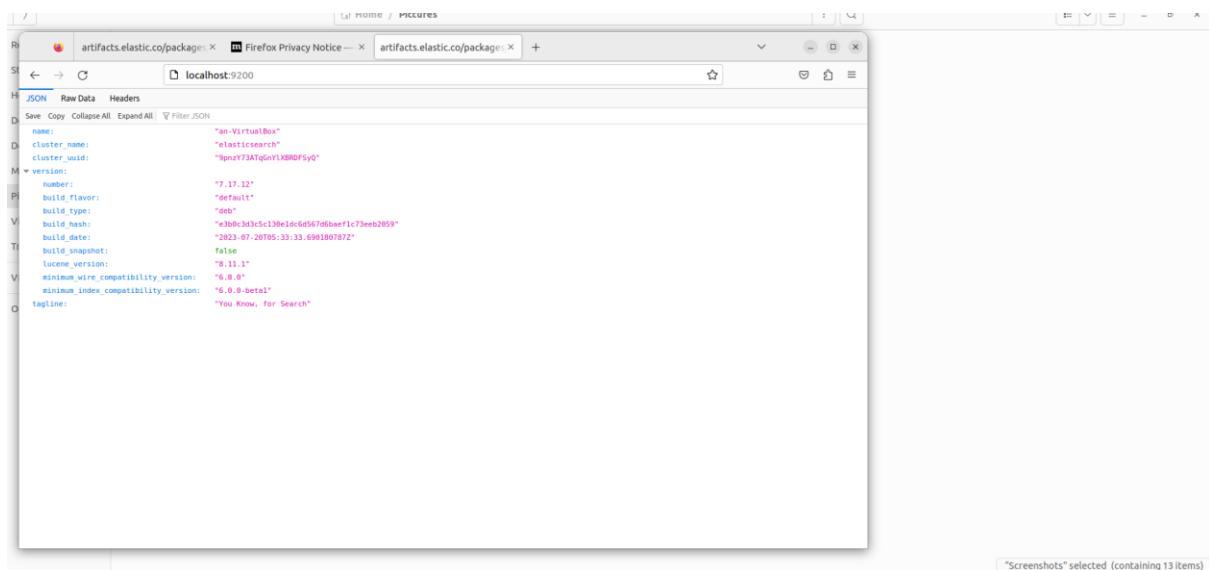 Home / Pictures
artifacts.elastic.co/packages
Firefox Privacy Notice —
artifacts.elastic.co/packages
localhost:9200
JSON Raw Data Headers
Save Copy Collapse All Expand All Filter JSON
name: "an-VirtualBox"
cluster_name: "elasticsearch"
cluster_uuid: "9pnzY73ATqGnYlXBRDFSyQ"
version:
number: "7.17.12"
build_flavor: "default"
build_type: "deb"
build_hash: "e3b0c3d3c5c130e1dc6d567d6baef1c73eeb2059"
build_date: "2023-07-20T05:33:33.690180787Z"
build_snapshot: false
lucene_version: "8.11.1"
minimum_wire_compatibility_version: "6.8.0"
minimum_index_compatibility_version: "6.0.0-beta1"
tagline: "You Know, for Search"
"Screenshots" selected (containing 13 items)